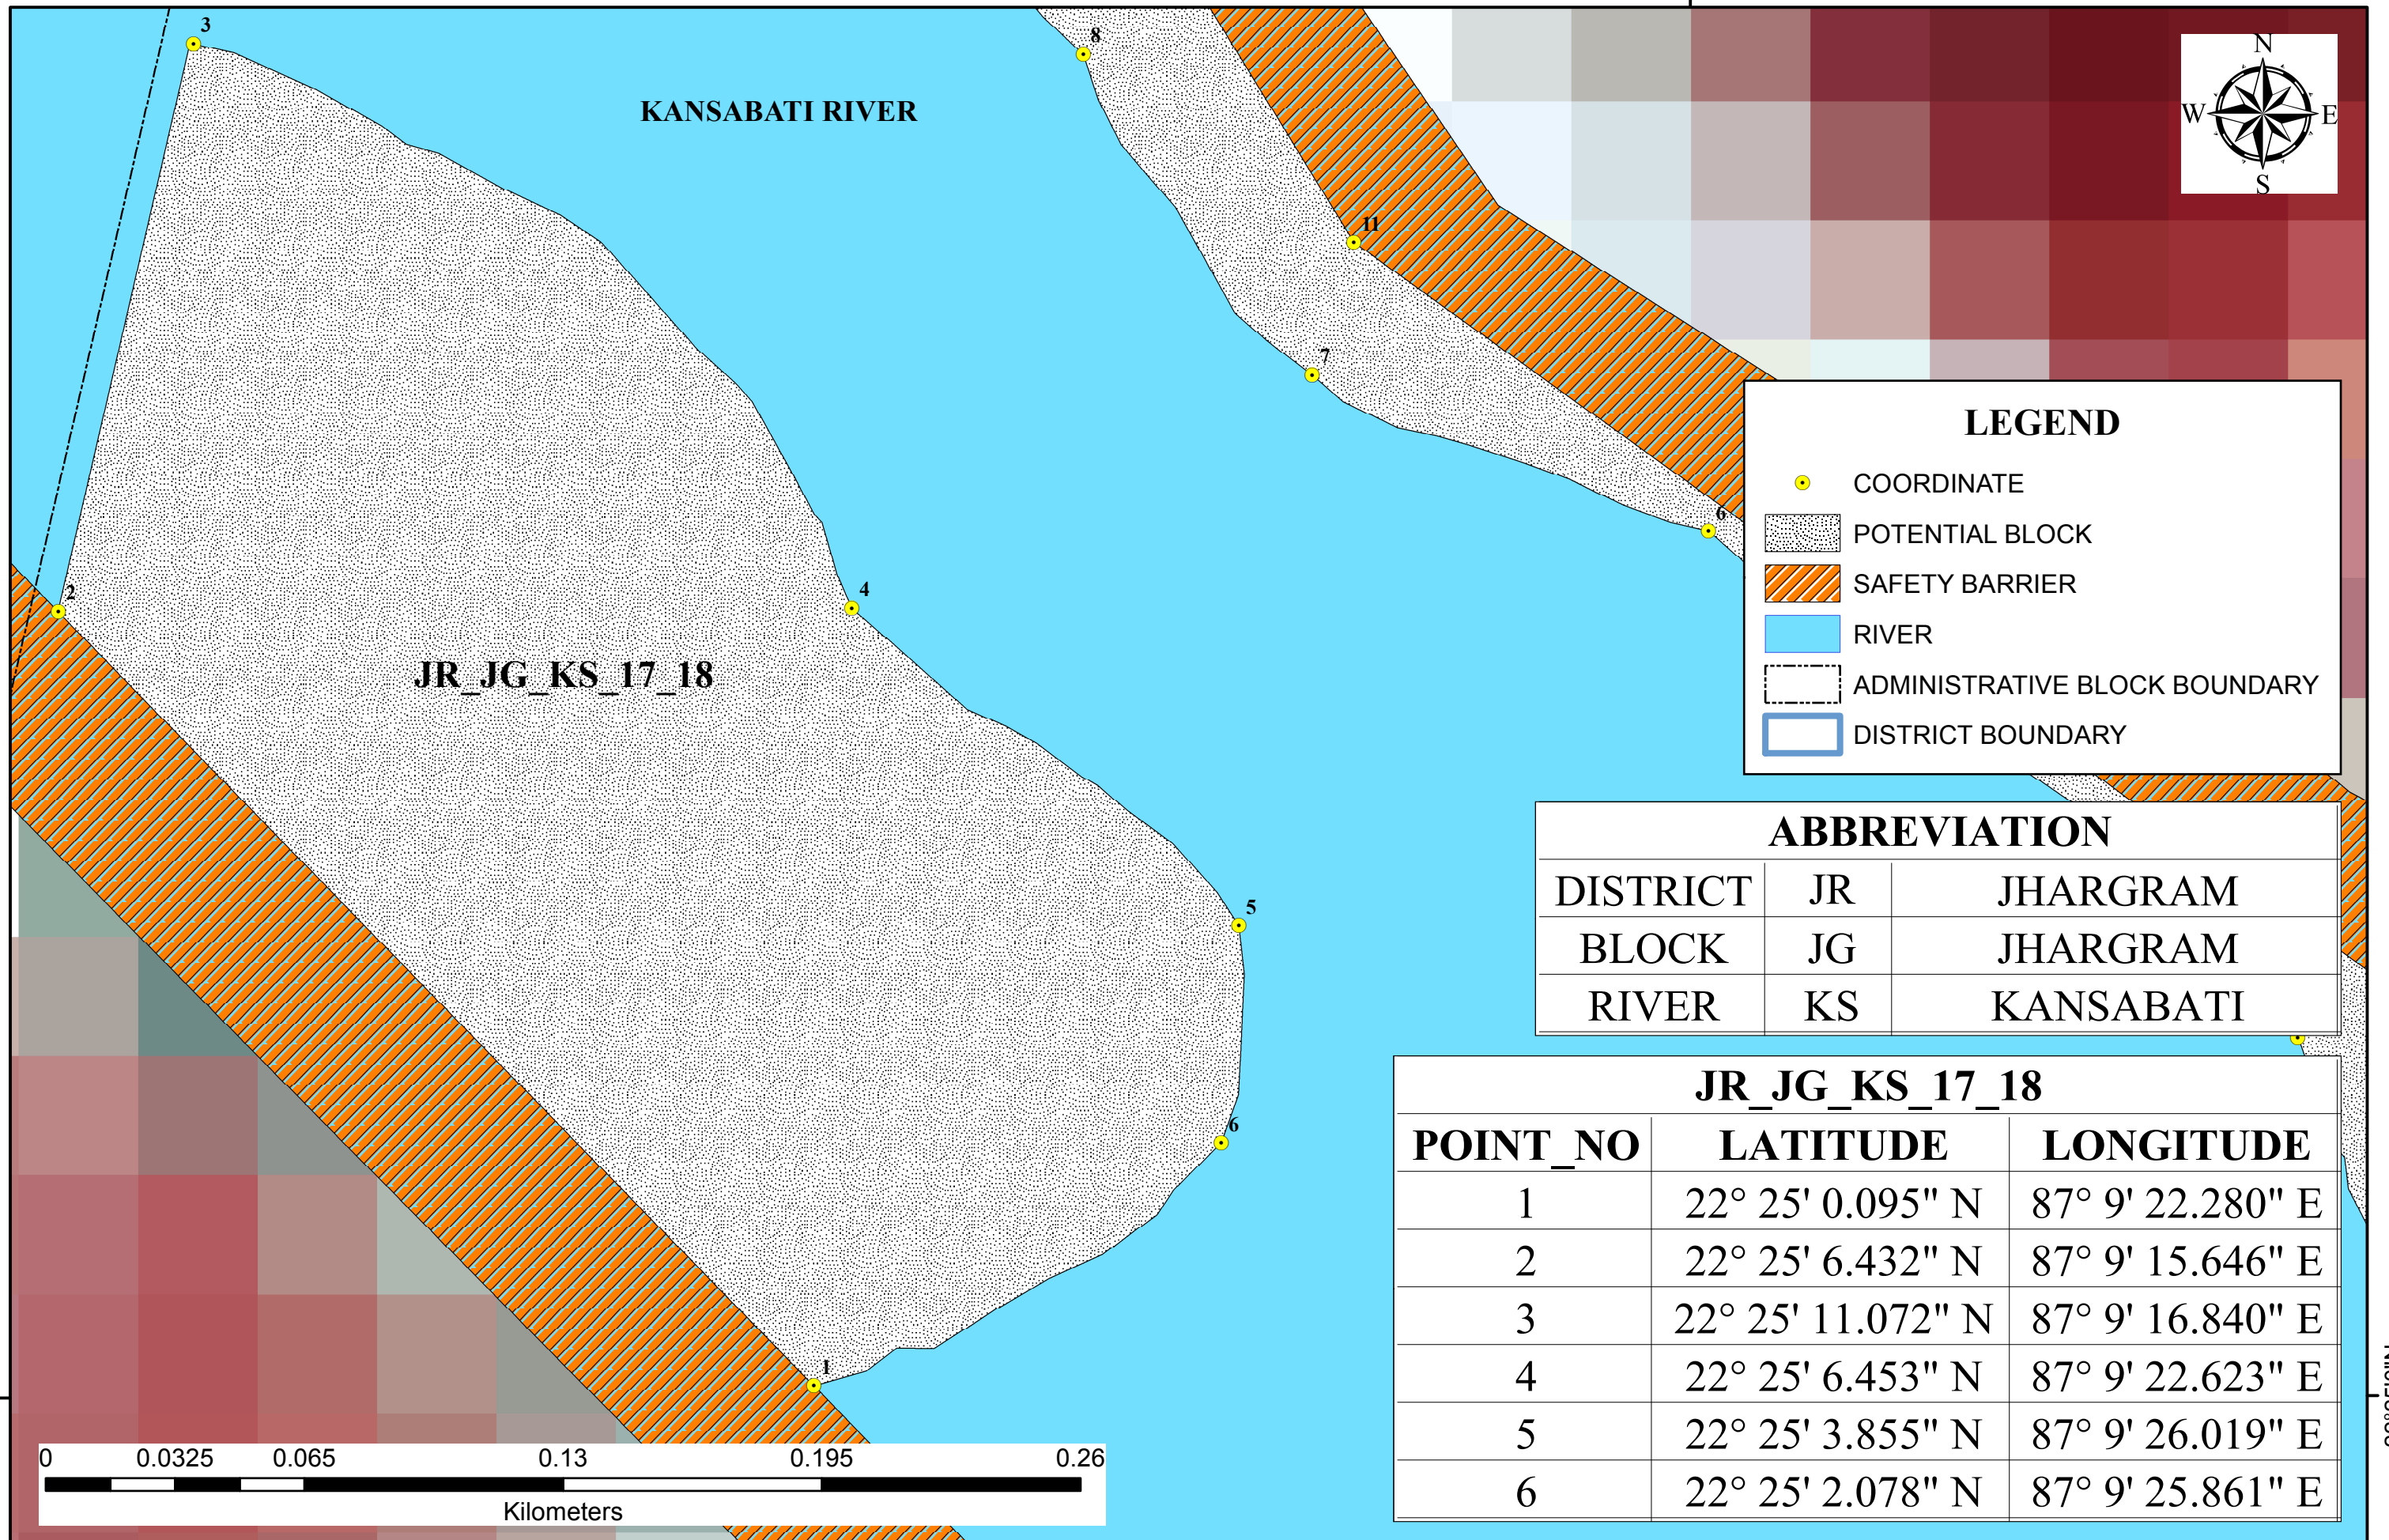 3
8
KANSABATI RIVER
N
W
E
S
11
7
6
2
4
JR_JG_KS_17_18
5
6
1
LEGEND
COORDINATE
POTENTIAL BLOCK
SAFETY BARRIER
RIVER
ADMINISTRATIVE BLOCK BOUNDARY
DISTRICT BOUNDARY
ABBREVIATION
DISTRICT JR JHARGRAM
BLOCK JG JHARGRAM
RIVER KS KANSABATI
JR_JG_KS_17_18
POINT_NO LATITUDE LONGITUDE
1 22° 25' 0.095" N 87° 9' 22.280" E
2 22° 25' 6.432" N 87° 9' 15.646" E
3 22° 25' 11.072" N 87° 9' 16.840" E
4 22° 25' 6.453" N 87° 9' 22.623" E
5 22° 25' 3.855" N 87° 9' 26.019" E
6 22° 25' 2.078" N 87° 9' 25.861" E
0 0.0325 0.065 0.13 0.195 0.26
Kilometers